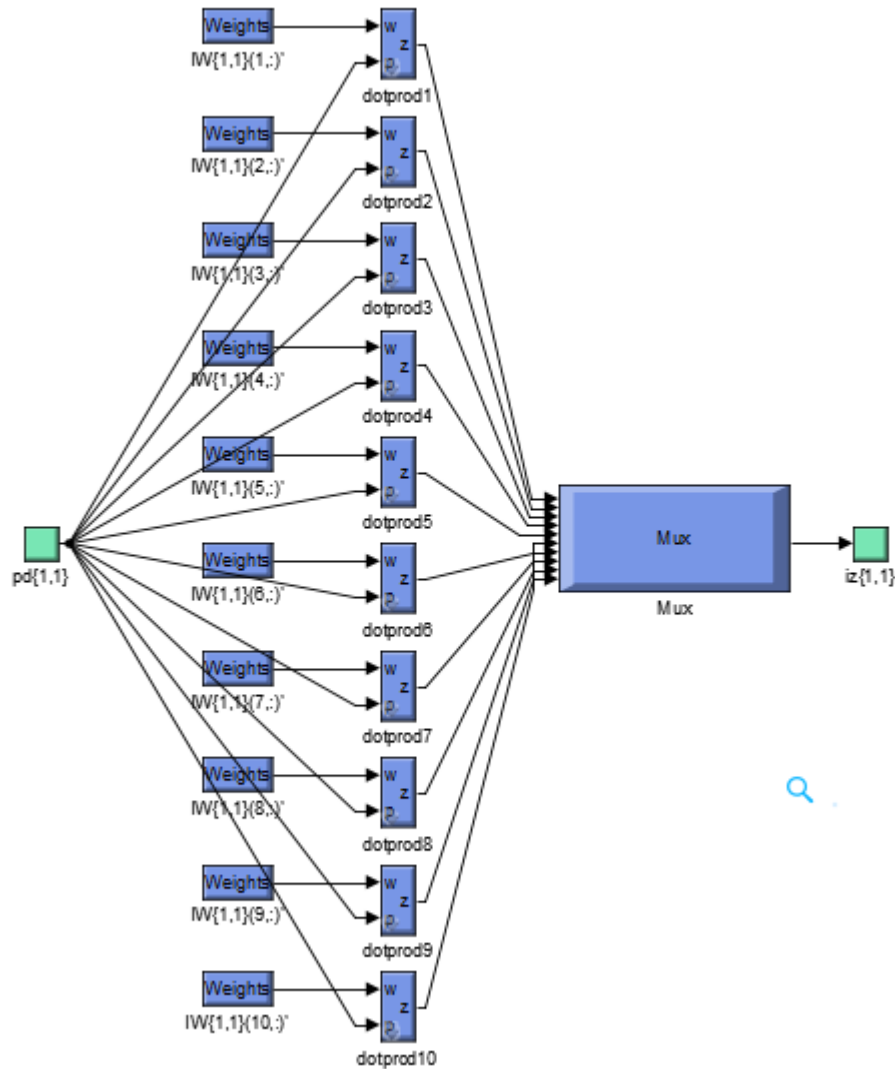 Weights
w
z
p
IW{1,1}(1,:)'
dotprod1
Weights
w
z
p
IW{1,1}(2,:)'
dotprod2
Weights
w
z
p
IW{1,1}(3,:)'
dotprod3
Weights
w
z
p
IW{1,1}(4,:)'
dotprod4
Weights
w
z
p
IW{1,1}(5,:)'
dotprod5
pd{1,1}
Mux
Mux
iz{1,1}
Weights
w
z
p
IW{1,1}(6,:)'
dotprod6
Weights
w
z
p
IW{1,1}(7,:)'
dotprod7
Weights
w
z
p
IW{1,1}(8,:)'
dotprod8
Weights
w
z
p
IW{1,1}(9,:)'
dotprod9
Weights
w
z
p
IW{1,1}(10,:)'
dotprod10